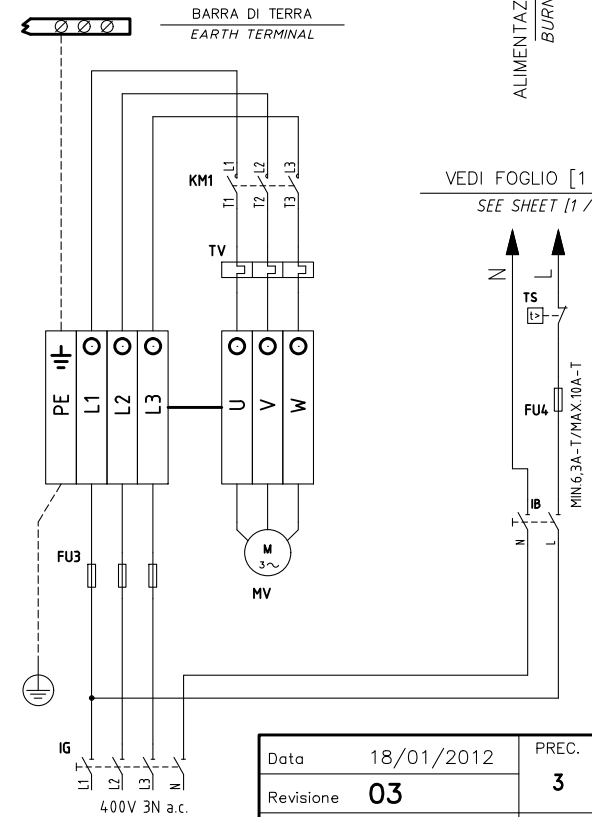 BARRA DI TERRA
EARTH TERMINAL
BURN
VEDI FOGLIO [1
SEE SHEET [1 /
KM1
L1
L2
L3
T1
T2
T3
TV
N
L
TS
t>
FU4
MIN.6,3A-T/MAX.10A-T
PE
L1
L2
L3
U
V
W
IB
N
L
M
3~
MV
FU3
IG
L1
L2
L3
N
400V 3N a.c.
Data 18/01/2012
PREC.
3
Revisione 03